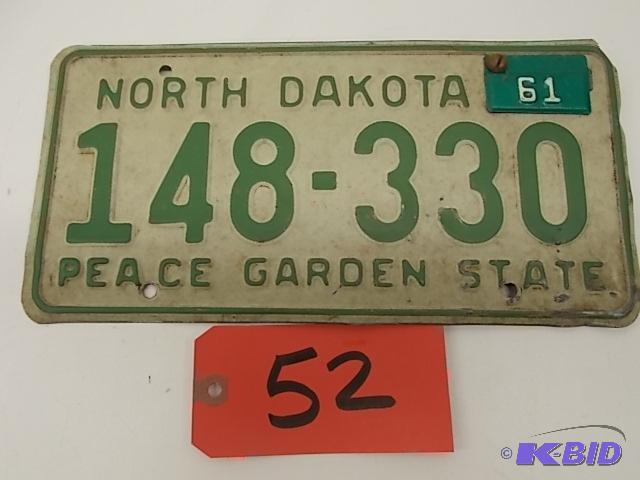 NORTH DAKOTA
61
148-330
PEACE GARDEN STATE
52
© K-BID